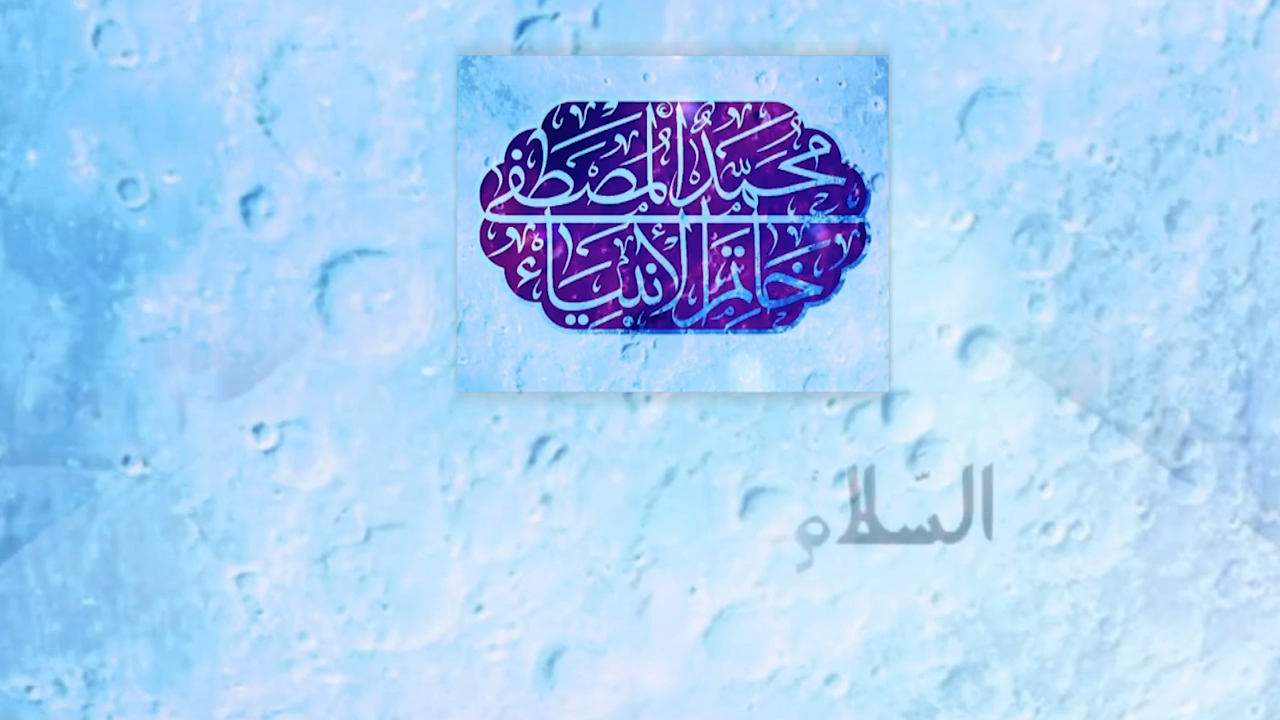 محمد المصطفى
خاتم الأنبياء
السلام